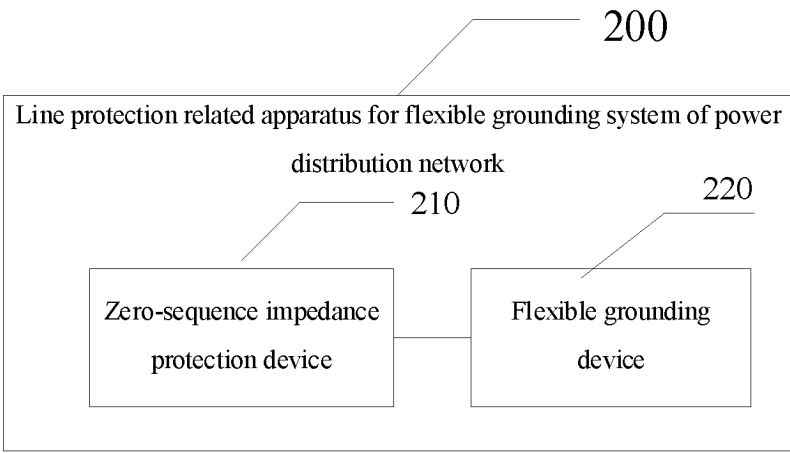 200
Line protection related apparatus for flexible grounding system of power
distribution network
210
220
Zero-sequence impedance
protection device
Flexible grounding
device